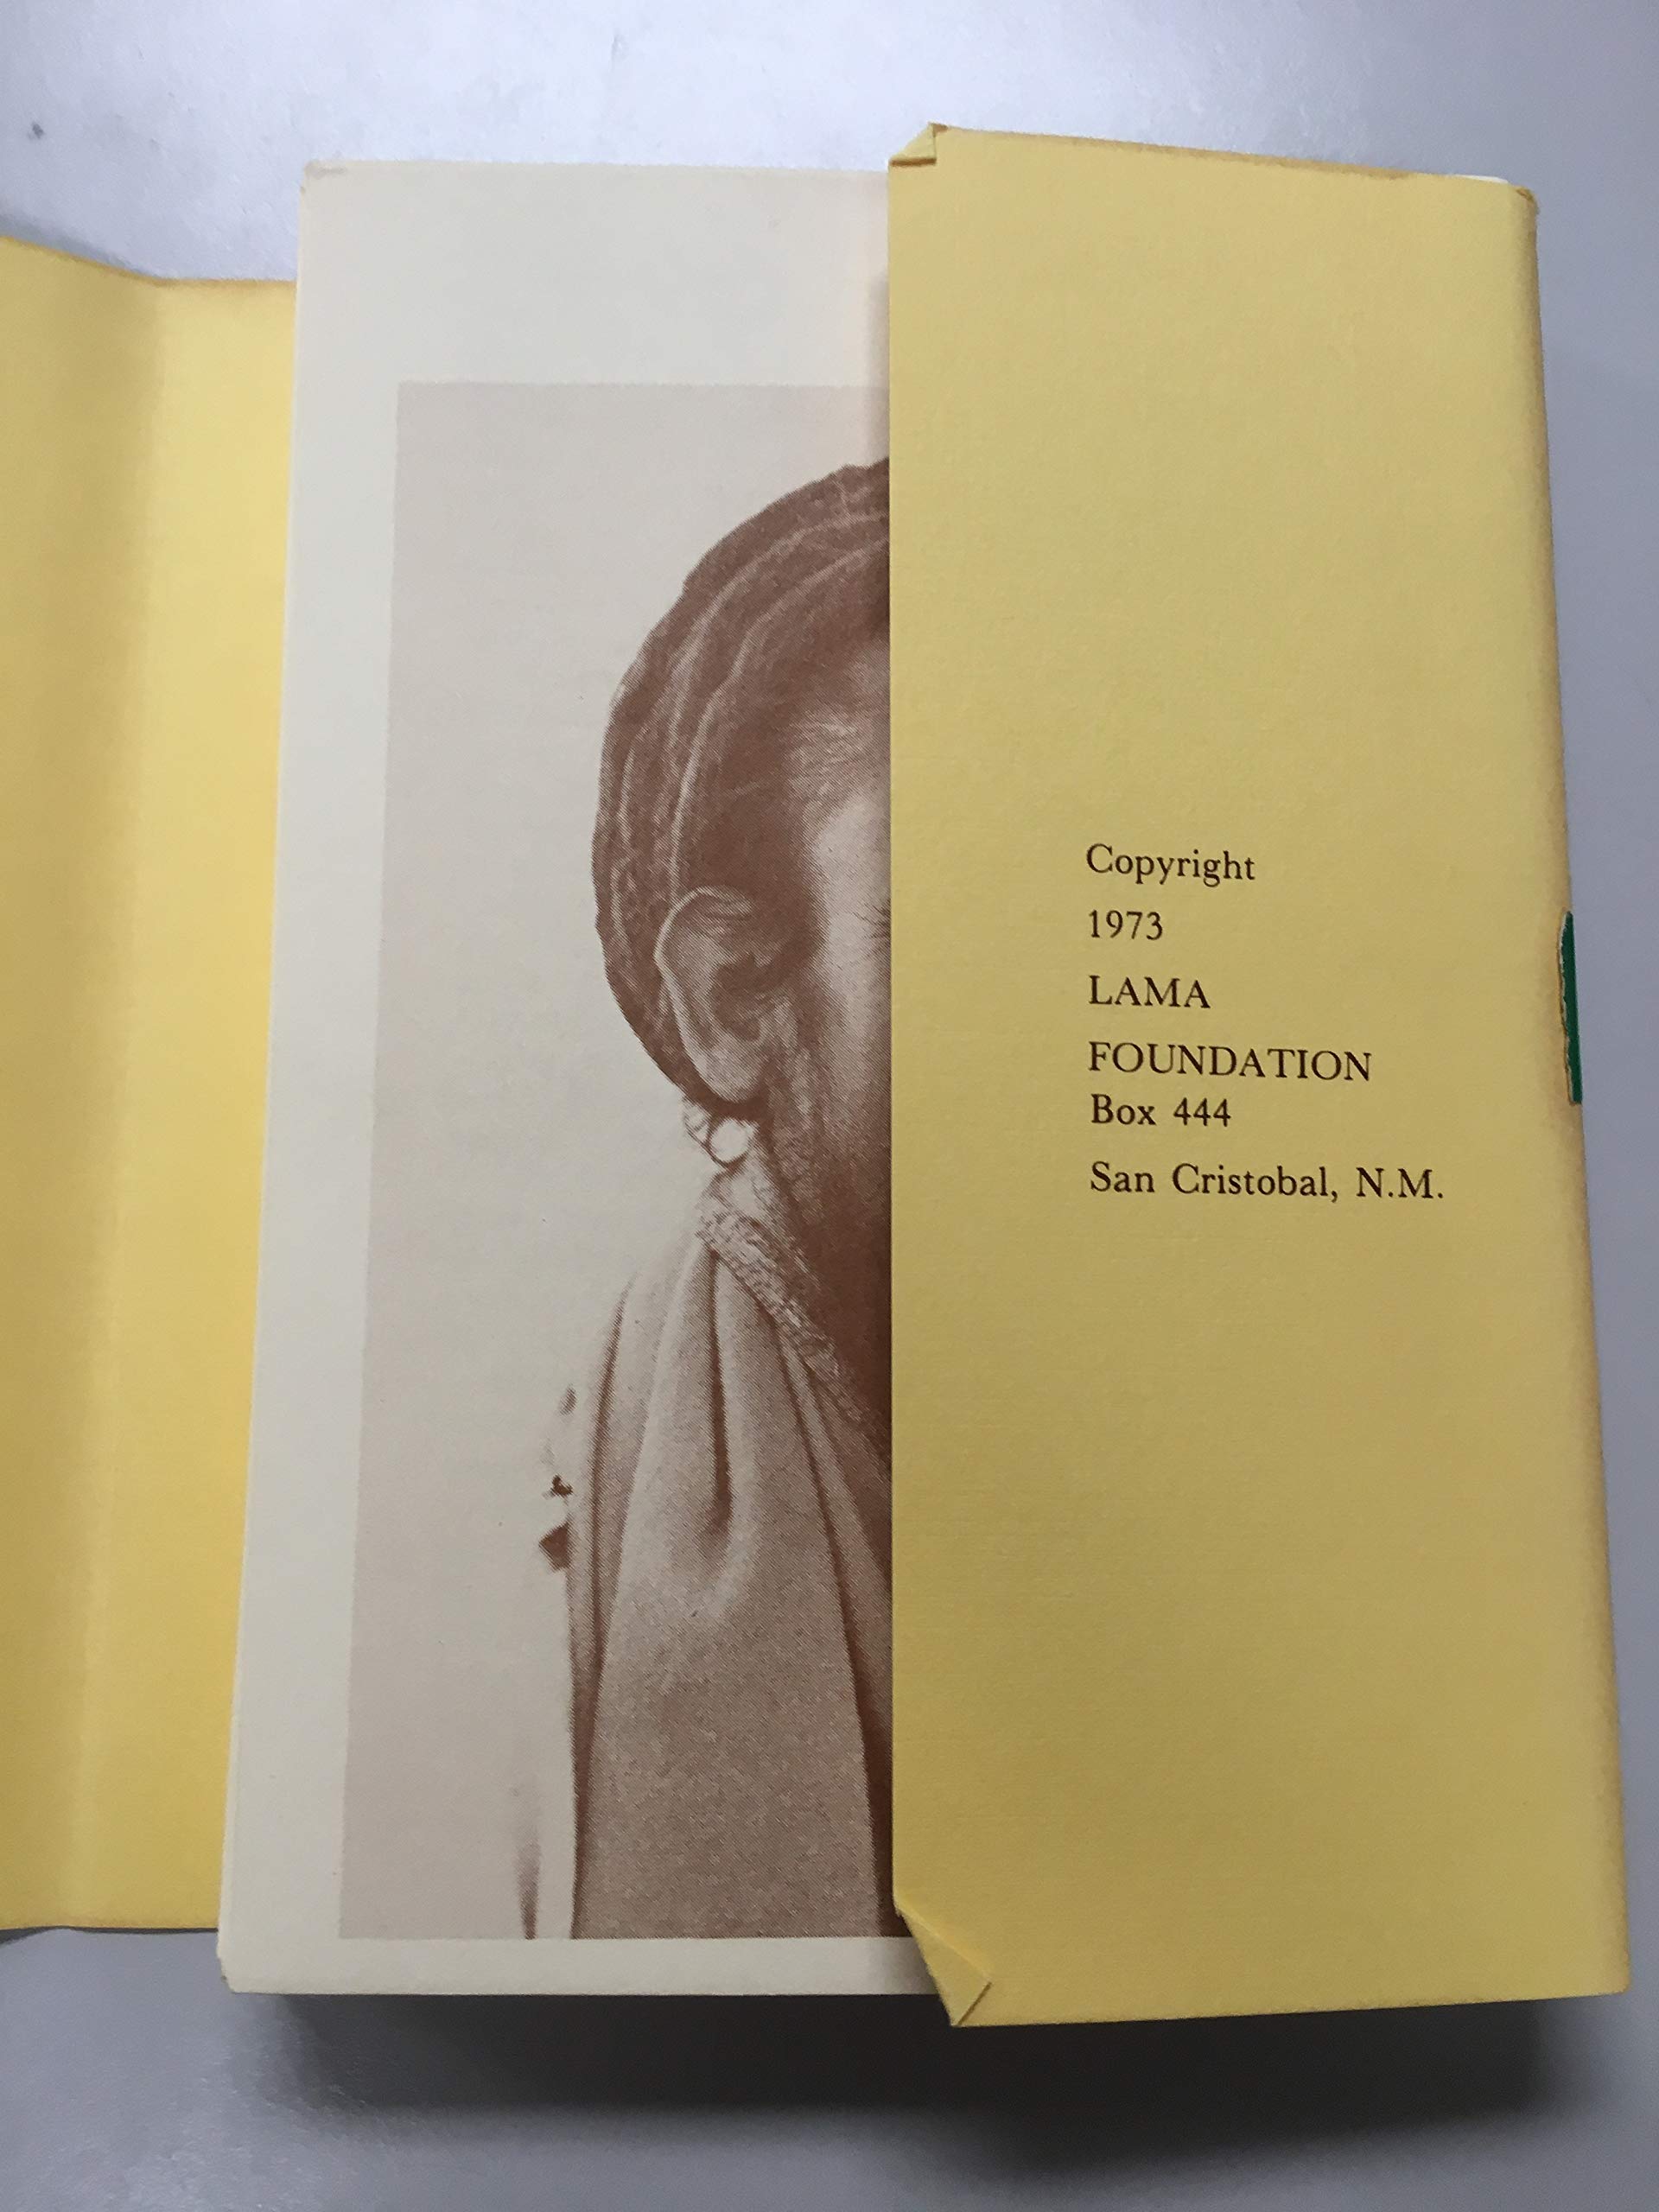 Copyright
1973
LAMA
FOUNDATION
Box 444
San Cristobal, N.M.